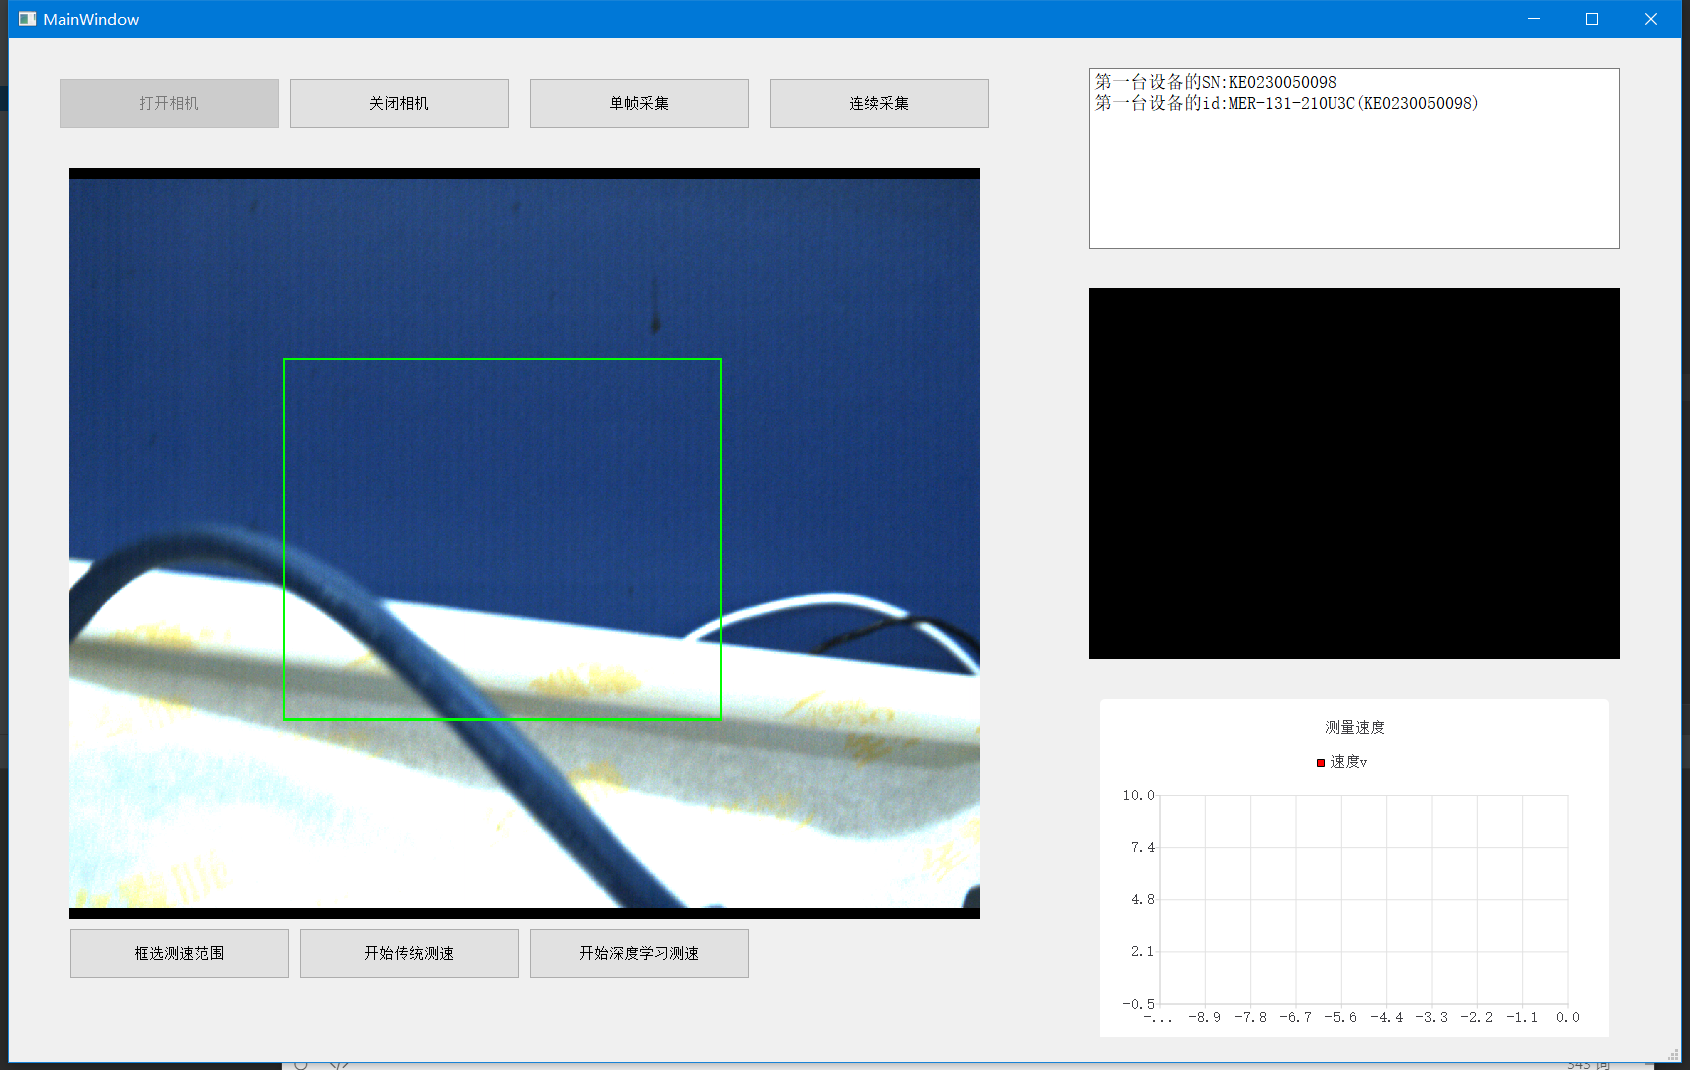 MainWindow
打开相机
关闭相机
单帧采集
连续采集
第一台设备的SN:KE0230050098
第一台设备的id:MER-131-210U3C(KE0230050098)
框选测速范围
开始传统测速
开始深度学习测速
测量速度
速度v
10.0
7.4
4.8
2.1
-0.5
-... -8.9 -7.8 -6.7 -5.6 -4.4 -3.3 -2.2 -1.1 0.0